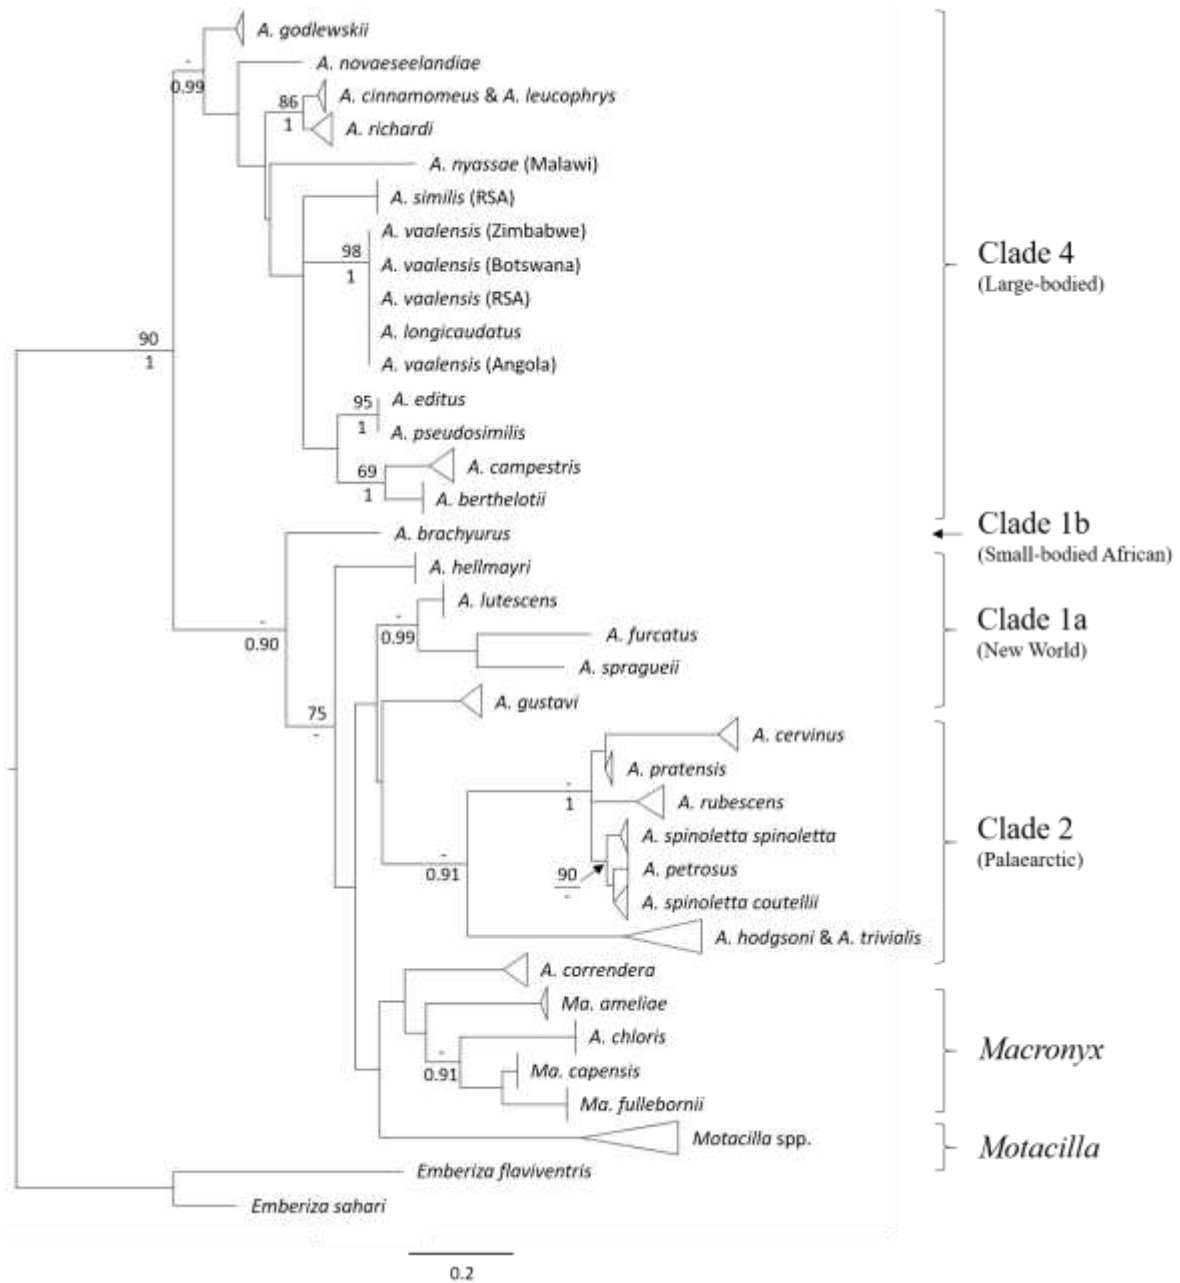 A. godlewskii
-
0.99
A. novaeseelandiae
86
1
A. cinnamomeus & A. leucophrys
A. richardi
A. nyassae (Malawi)
A. similis (RSA)
A. vaalensis (Zimbabwe)
98
1
A. vaalensis (Botswana)
A. vaalensis (RSA)
A. longicaudatus
A. vaalensis (Angola)
90
1
95
1
A. editus
A. pseudosimilis
69
1
A. campestris
A. berthelotii
Clade 4
(Large-bodied)
A. brachyurus
Clade 1b
(Small-bodied African)
A. hellmayri
A. lutescens
-
0.99
A. furcatus
A. spragueii
-
0.90
Clade 1a
(New World)
A. gustavi
75
-
A. cervinus
A. pratensis
-
1
A. rubescens
A. spinoletta spinoletta
A. petrosus
90
-
A. spinoletta coutellii
-
0.91
A. hodgsoni & A. trivialis
Clade 2
(Palaearctic)
A. correndera
Ma. ameliae
A. chloris
-
0.91
Ma. capensis
Ma. fullebornii
Macronyx
Motacilla spp.
Motacilla
Emberiza flaviventris
Emberiza sahari
0.2